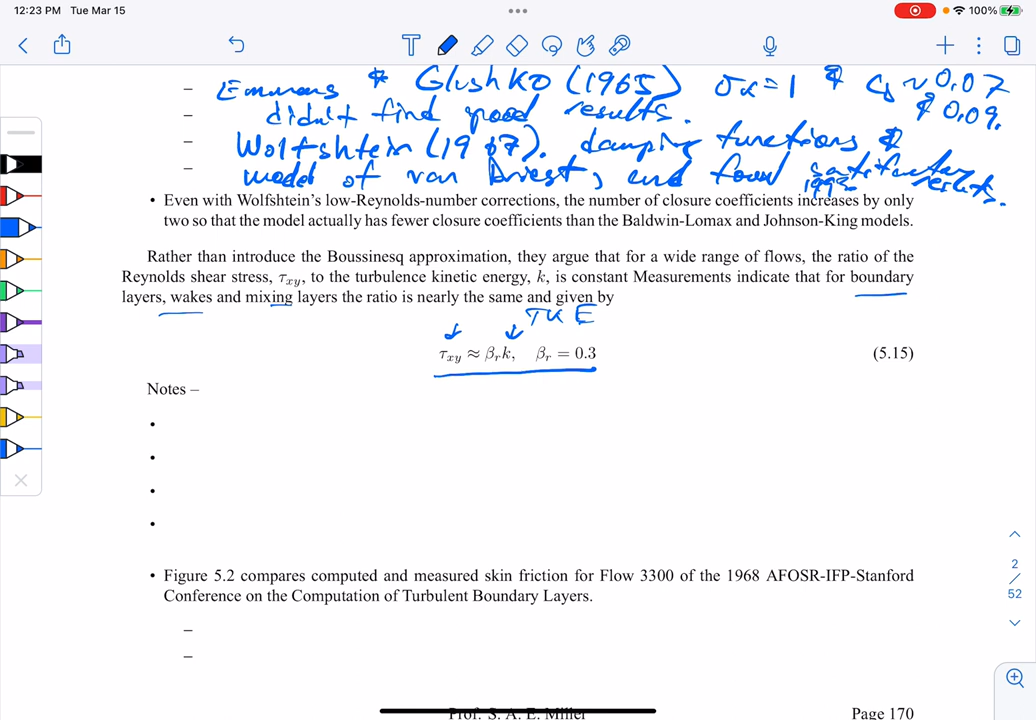 12:23 PM Tue Mar 15
100%
– Emmons & Glushko (1965) σk=1 & CD ~ 0.07
– didn't find good results. & 0.09.
– Wolfshtein (1967). damping functions &
– model of van Driest, and found satisfactory
1993 results.
• Even with Wolfshtein's low-Reynolds-number corrections, the number of closure coefficients increases by only
two so that the model actually has fewer closure coefficients than the Baldwin-Lomax and Johnson-King models.
Rather than introduce the Boussinesq approximation, they argue that for a wide range of flows, the ratio of the
Reynolds shear stress, τxy, to the turbulence kinetic energy, k, is constant Measurements indicate that for boundary
layers, wakes and mixing layers the ratio is nearly the same and given by
TKE
τxy ≈ βrk, βr = 0.3 (5.15)
Notes –
•
•
•
•
• Figure 5.2 compares computed and measured skin friction for Flow 3300 of the 1968 AFOSR-IFP-Stanford
Conference on the Computation of Turbulent Boundary Layers.
–
–
2
/
52
Prof. S. A. E. Miller Page 170